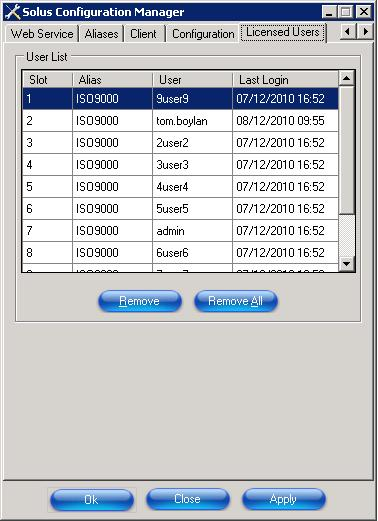 Solus Configuration Manager
Web Service Aliases Client Configuration Licensed Users
User List
Slot Alias User Last Login
1 ISO9000 9user9 07/12/2010 16:52
2 ISO9000 tom.boylan 08/12/2010 09:55
3 ISO9000 2user2 07/12/2010 16:52
4 ISO9000 3user3 07/12/2010 16:52
5 ISO9000 4user4 07/12/2010 16:52
6 ISO9000 5user5 07/12/2010 16:52
7 ISO9000 admin 07/12/2010 16:52
8 ISO9000 6user6 07/12/2010 16:52
Remove Remove All
Ok Close Apply